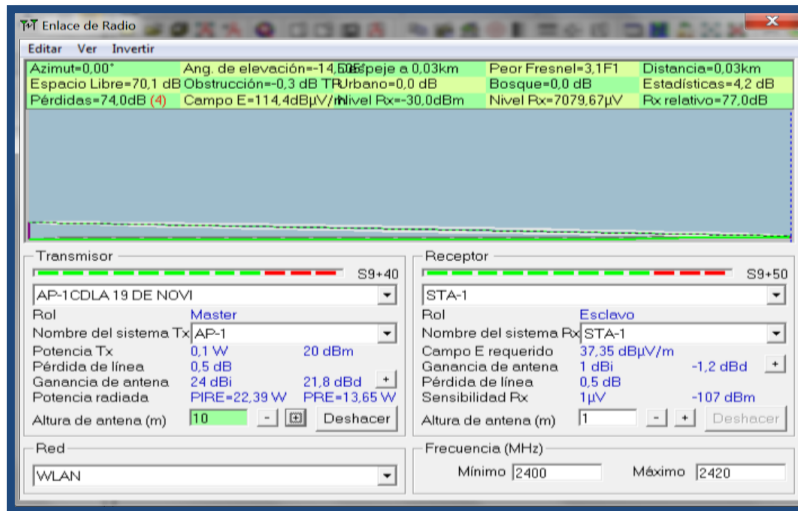 Enlace de Radio
Editar Ver Invertir
Azimut=0,00° Ang. de elevación=-14,505° Despeje a 0,03km Peor Fresnel=3,1F1 Distancia=0,03km
Espacio Libre=70,1 dB Obstrucción=-0,3 dB TR Urbano=0,0 dB Bosque=0,0 dB Estadísticas=4,2 dB
Pérdidas=74,0dB (4) Campo E=114,4dBµV/m Nivel Rx=-30,0dBm Nivel Rx=7079,67µV Rx relativo=77,0dB
Transmisor
S9+40
AP-1CDLA 19 DE NOVI
Rol Master
Nombre del sistema Tx AP-1
Potencia Tx 0,1 W 20 dBm
Pérdida de línea 0,5 dB
Ganancia de antena 24 dBi 21,8 dBd +
Potencia radiada PIRE=22,39 W PRE=13,65 W
Altura de antena (m) 10 - + Deshacer
Red
WLAN
Receptor
S9+50
STA-1
Rol Esclavo
Nombre del sistema Rx STA-1
Campo E requerido 37,35 dBµV/m
Ganancia de antena 1 dBi -1,2 dBd +
Pérdida de línea 0,5 dB
Sensibilidad Rx 1µV -107 dBm
Altura de antena (m) 1 - + Deshacer
Frecuencia (MHz)
Mínimo 2400 Máximo 2420